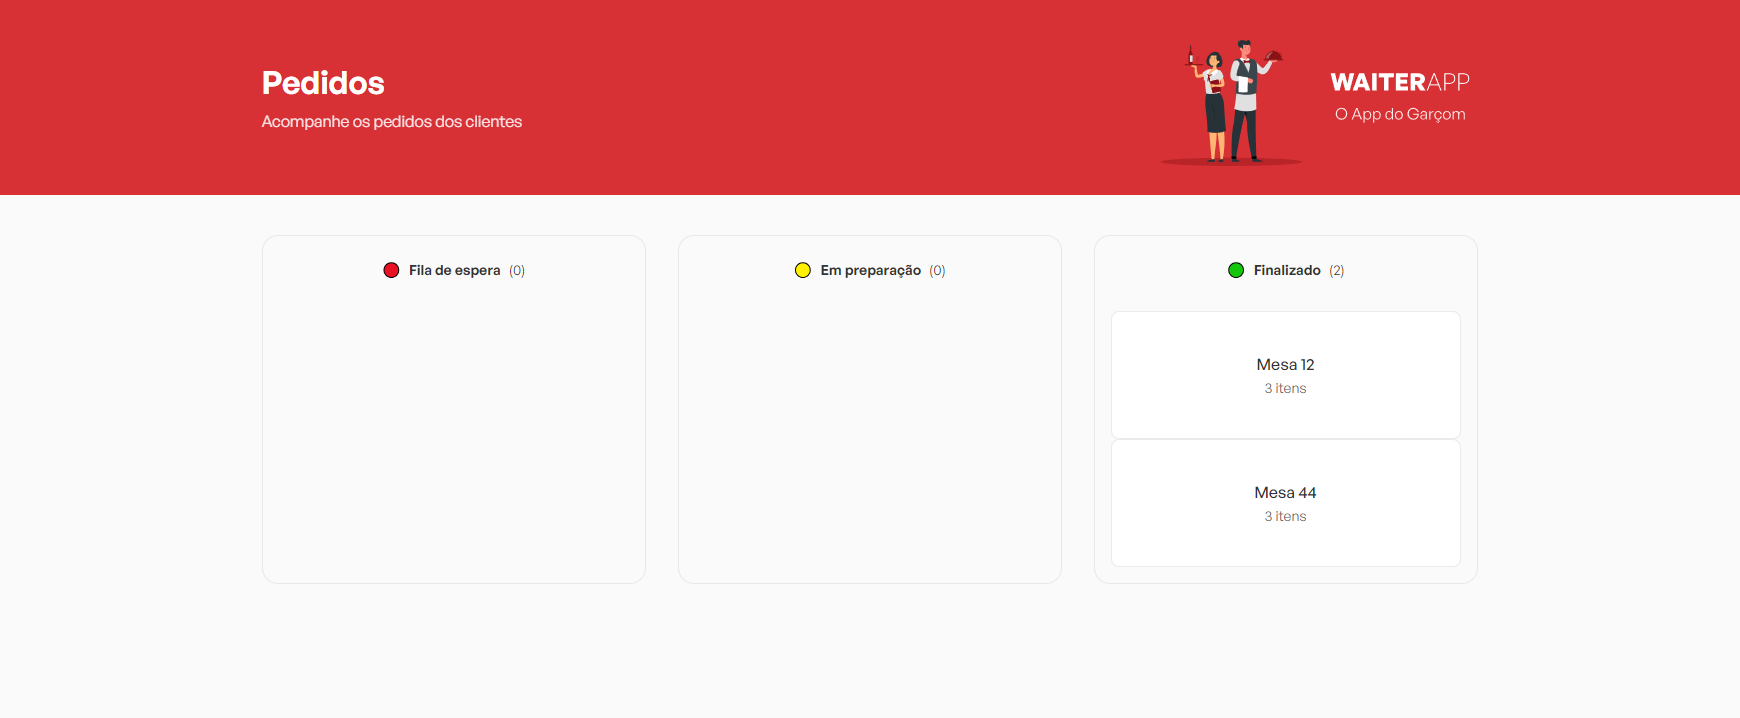 Pedidos
Acompanhe os pedidos dos clientes
WAITERAPP
O App do Garçom
Fila de espera (0)
Em preparação (0)
Finalizado (2)
Mesa 12
3 itens
Mesa 44
3 itens